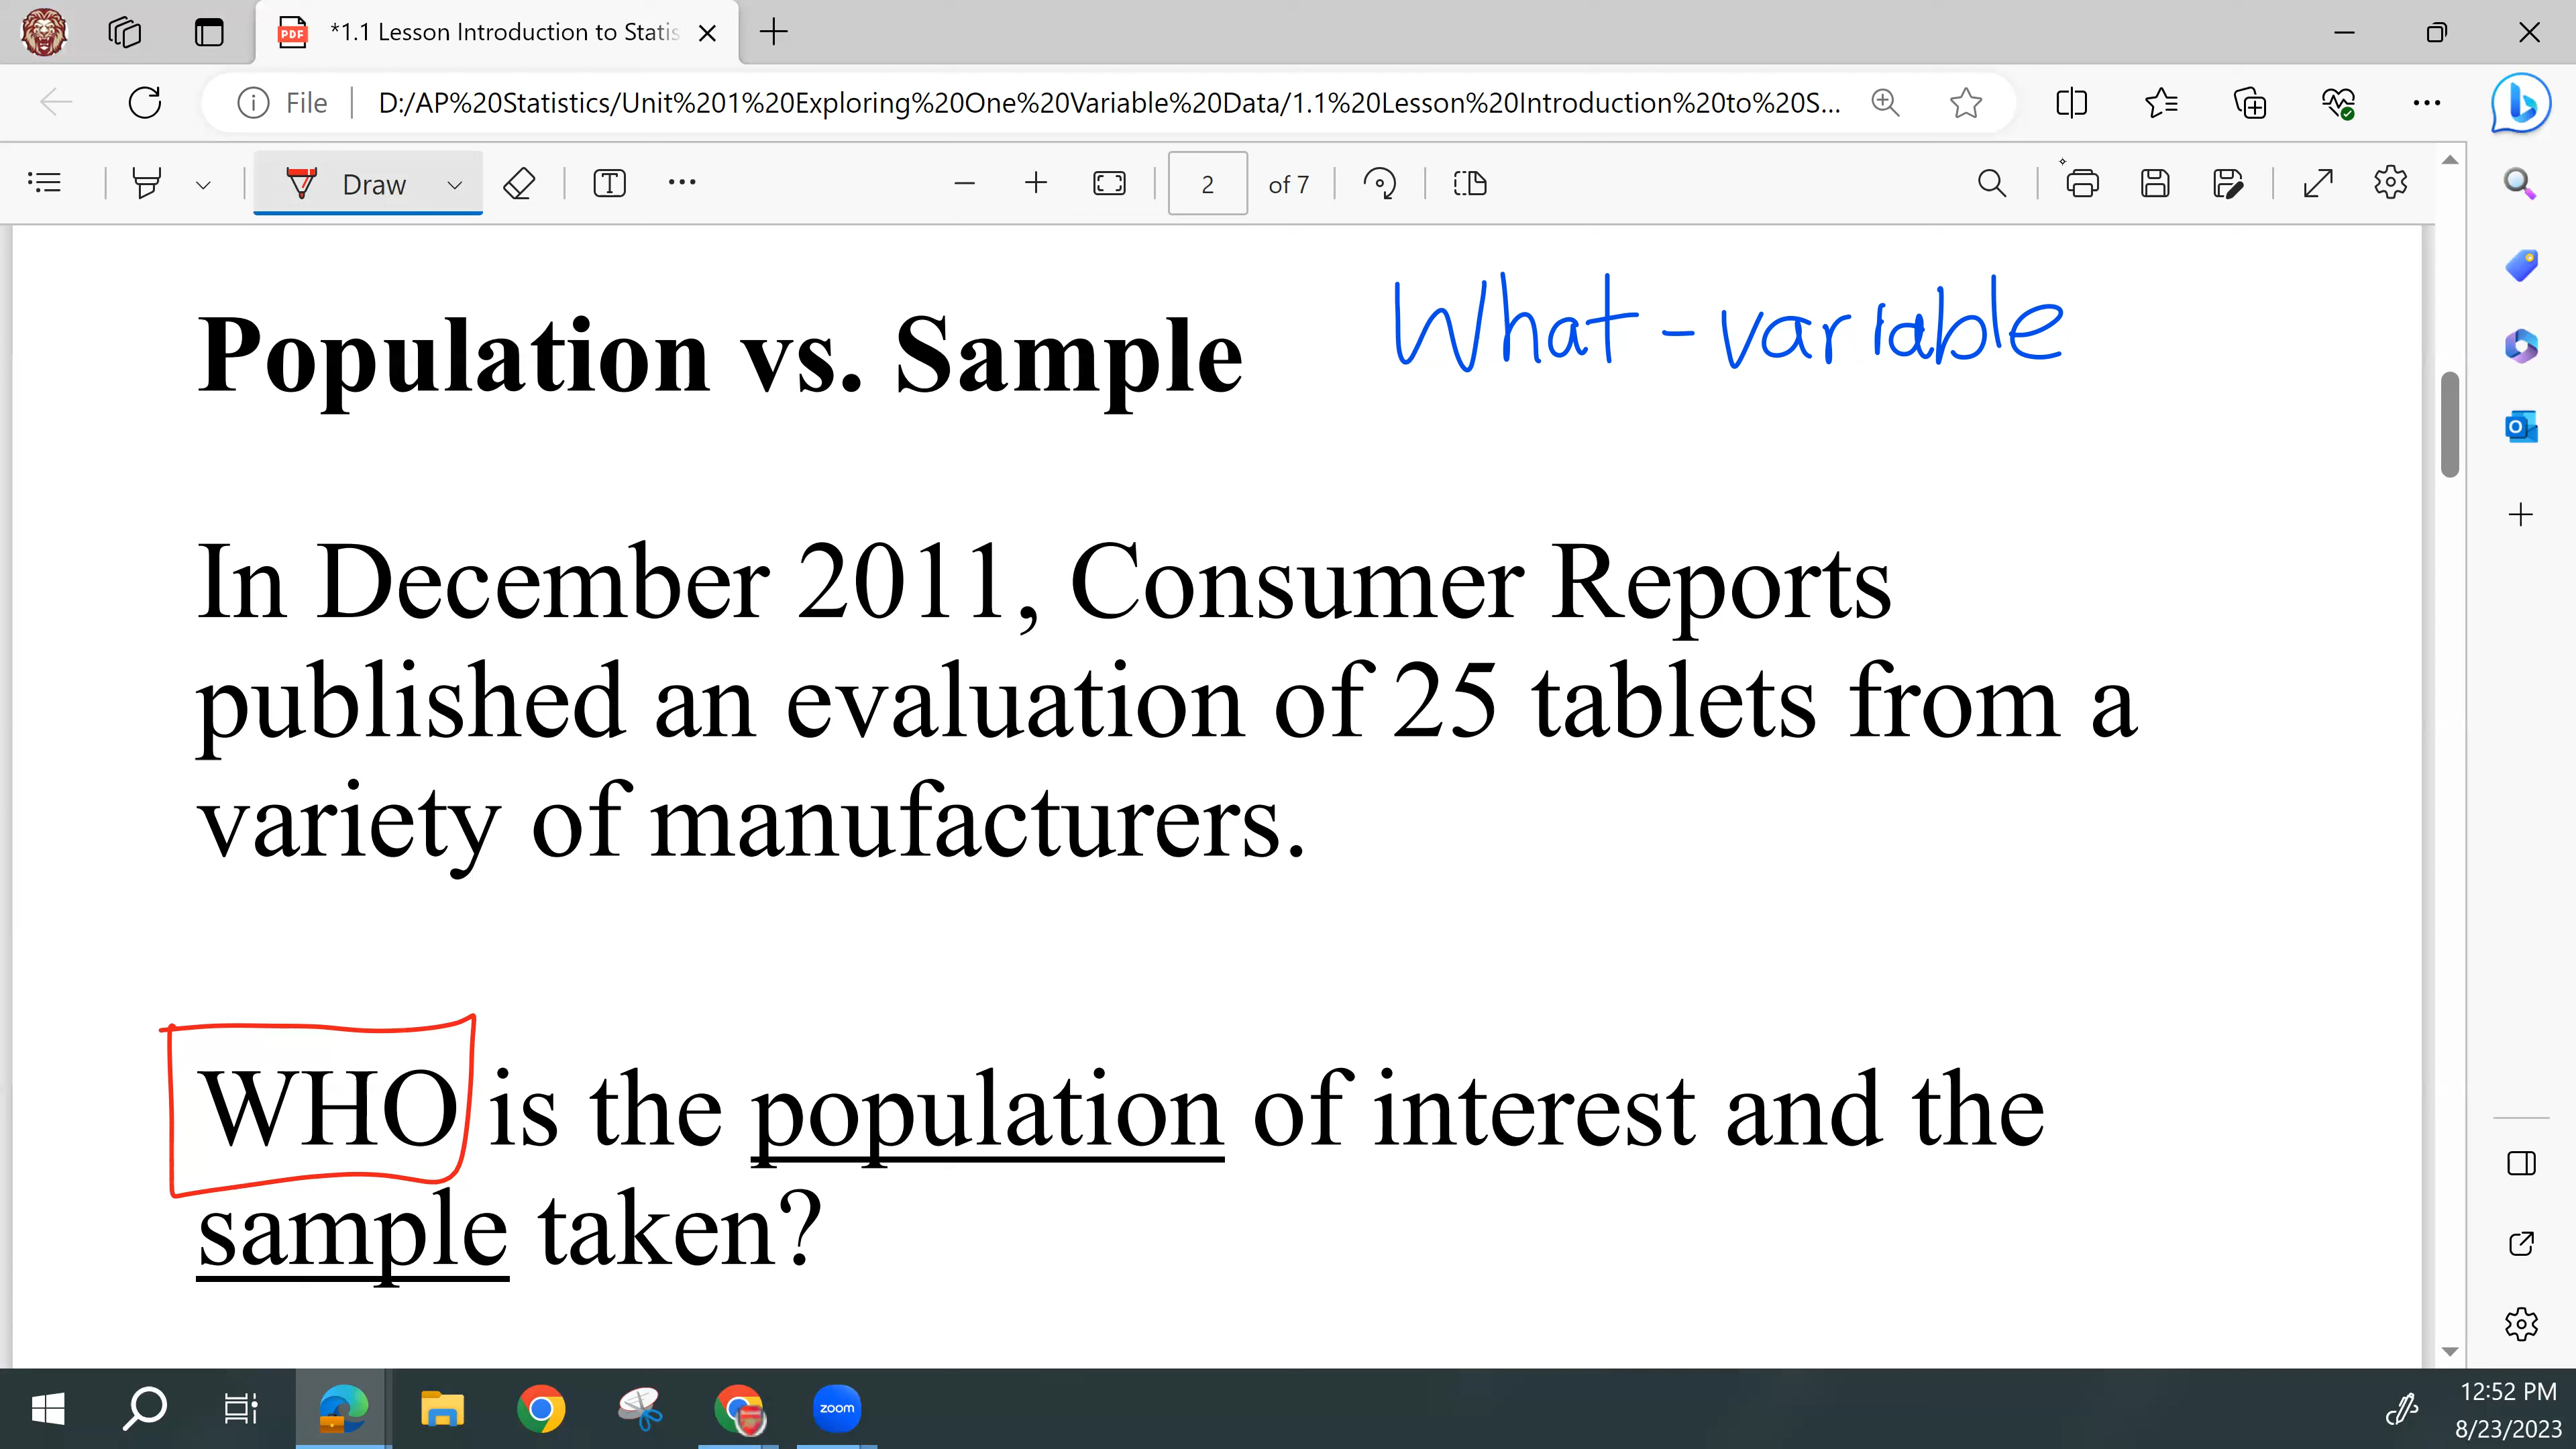 *1.1 Lesson Introduction to Statis
File
D:/AP%20Statistics/Unit%201%20Exploring%20One%20Variable%20Data/1.1%20Lesson%20Introduction%20to%20S...
Draw
2
of 7
Population vs. Sample
What - variable
In December 2011, Consumer Reports
published an evaluation of 25 tablets from a
variety of manufacturers.
WHO is the population of interest and the
sample taken?
zoom
12:52 PM
8/23/2023